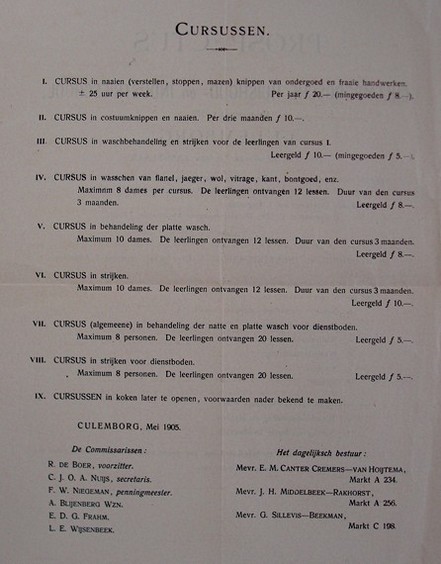 CURSUSSEN.
I. CURSUS in naaien (verstellen, stoppen, mazen) knippen van ondergoed en fraaie handwerken.
± 25 uur per week. Per jaar ƒ 20.— (mingegoeden ƒ 8.—).
II. CURSUS in costuumknippen en naaien. Per drie maanden ƒ 10.—.
III. CURSUS in waschbehandeling en strijken voor de leerlingen van cursus I.
Leergeld ƒ 10.— (mingegoeden ƒ 5.—).
IV. CURSUS in wasschen van flanel, jaeger, wol, vitrage, kant, bontgoed, enz.
Maximum 8 dames per cursus. De leerlingen ontvangen 12 lessen. Duur van den cursus
3 maanden. Leergeld ƒ 8.—.
V. CURSUS in behandeling der platte wasch.
Maximum 10 dames. De leerlingen ontvangen 12 lessen. Duur van den cursus 3 maanden.
Leergeld ƒ 8.—.
VI. CURSUS in strijken.
Maximum 10 dames. De leerlingen ontvangen 12 lessen. Duur van den cursus 3 maanden.
Leergeld ƒ 10.—.
VII. CURSUS (algemeene) in behandeling der natte en platte wasch voor dienstboden.
Maximum 8 personen. De leerlingen ontvangen 20 lessen. Leergeld ƒ 5.—.
VIII. CURSUS in strijken voor dienstboden.
Maximum 8 personen. De leerlingen ontvangen 20 lessen. Leergeld ƒ 5.—.
IX. CURSUSSEN in koken later te openen, voorwaarden nader bekend te maken.
CULEMBORG, Mei 1905.
De Commissarissen:
R. DE BOER, voorzitter.
C. J. O. A. NUIJS, secretaris.
F. W. NIEGEMAN, penningmeester.
A. BLIJENBERG WZN.
E. D. G. FRAHM.
L. E. WIJSENBEEK.
Het dagelijksch bestuur:
Mevr. E. M. CANTER CREMERS—VAN HOIJTEMA,
Markt A 234.
Mevr. J. H. MIDDELBEEK—RAKHORST,
Markt A 256.
Mevr. G. SILLEVIS—BEEKMAN,
Markt C 198.